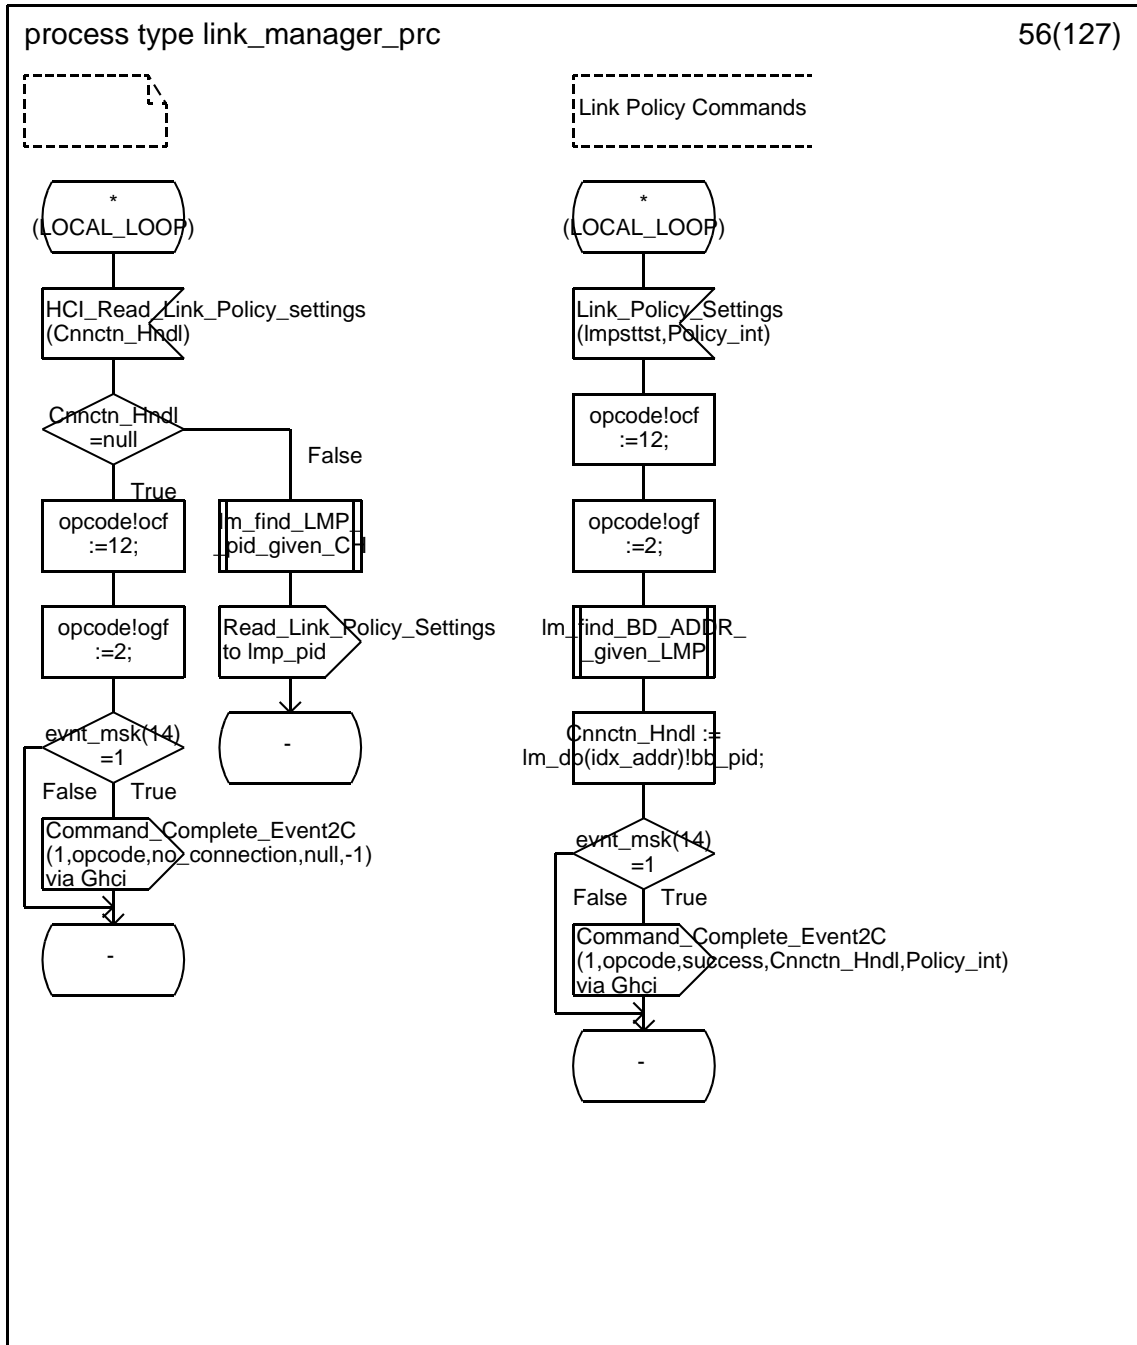 process type link_manager_prc
56(127)
Link Policy Commands
*
(LOCAL_LOOP)
HCI_Read_Link_Policy_settings
(Cnnctn_Hndl)
Cnnctn_Hndl
=null
False
True
opcode!ocf
:=12;
lm_find_LMP_
_pid_given_CH
opcode!ogf
:=2;
Read_Link_Policy_Settings
to lmp_pid
-
evnt_msk(14)
=1
False
True
Command_Complete_Event2C
(1,opcode,no_connection,null,-1)
via Ghci
-
*
(LOCAL_LOOP)
Link_Policy_Settings
(lmpsttst,Policy_int)
opcode!ocf
:=12;
opcode!ogf
:=2;
lm_find_BD_ADDR_
_given_LMP
Cnnctn_Hndl :=
lm_db(idx_addr)!bb_pid;
evnt_msk(14)
=1
False
True
Command_Complete_Event2C
(1,opcode,success,Cnnctn_Hndl,Policy_int)
via Ghci
-